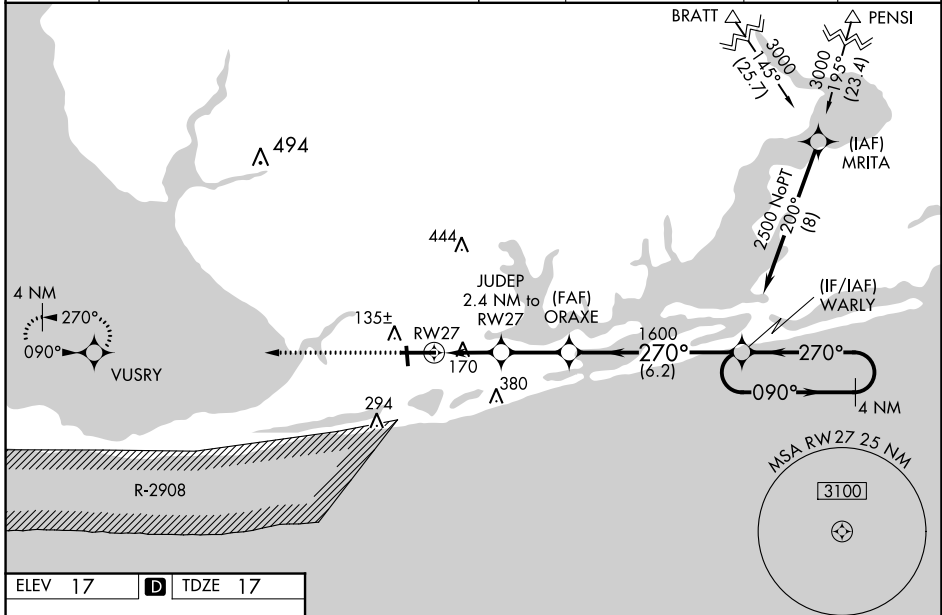 BRATT
PENSI
3000
145°
(25.7)
3000
195°
(23.4)
(IAF)
MRITA
494
2500 NoPT
200°
(8)
444
JUDEP
2.4 NM to
RW27
(FAF)
ORAXE
(IF/IAF)
WARLY
4 NM
270°
090°
VUSRY
135±
RW27
170
1600
270°
(6.2)
270°
090°
4 NM
380
294
R-2908
MSA RW 27 25 NM
3100
ELEV 17 D TDZE 17